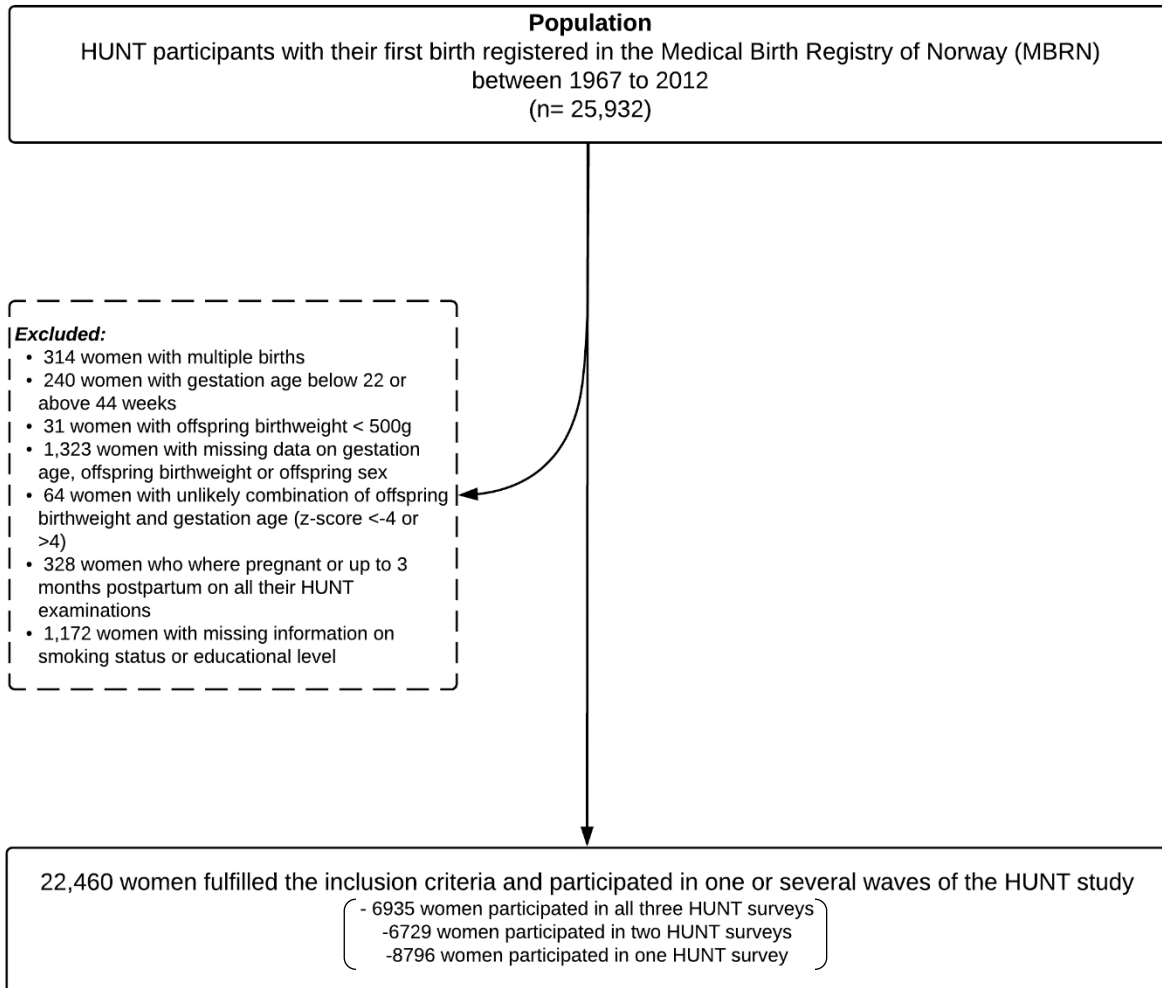 Population
HUNT participants with their first birth registered in the Medical Birth Registry of Norway (MBRN)
between 1967 to 2012
(n= 25,932)
Excluded:
• 314 women with multiple births
• 240 women with gestation age below 22 or
above 44 weeks
• 31 women with offspring birthweight < 500g
• 1,323 women with missing data on gestation
age, offspring birthweight or offspring sex
• 64 women with unlikely combination of offspring
birthweight and gestation age (z-score <-4 or
>4)
• 328 women who where pregnant or up to 3
months postpartum on all their HUNT
examinations
• 1,172 women with missing information on
smoking status or educational level
22,460 women fulfilled the inclusion criteria and participated in one or several waves of the HUNT study
- 6935 women participated in all three HUNT surveys
-6729 women participated in two HUNT surveys
-8796 women participated in one HUNT survey